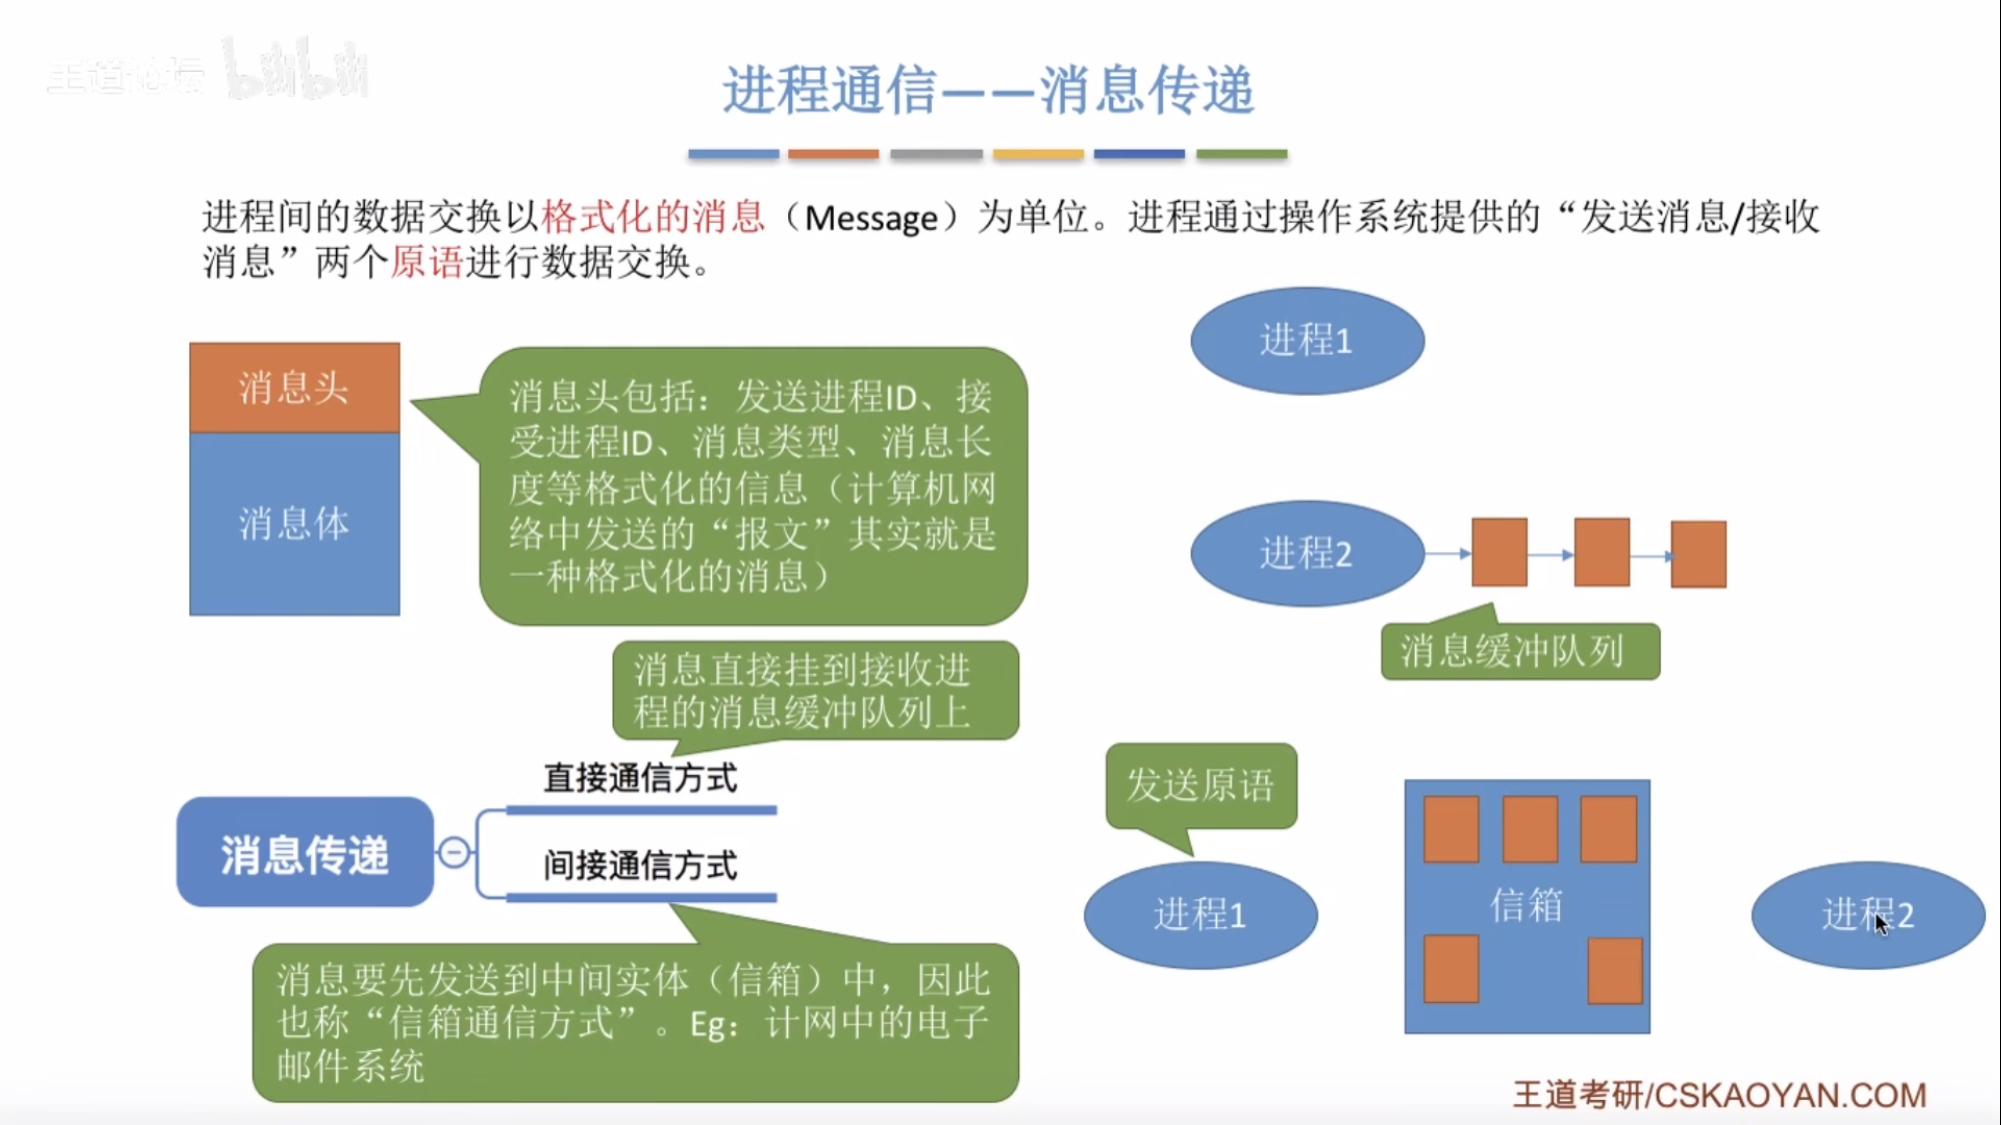 王道论坛 bilibili
进程通信——消息传递
进程间的数据交换以格式化的消息（Message）为单位。进程通过操作系统提供的“发送消息/接收
消息”两个原语进行数据交换。
消息头
消息体
消息头包括：发送进程ID、接
受进程ID、消息类型、消息长
度等格式化的信息（计算机网
络中发送的“报文”其实就是
一种格式化的消息）
进程1
进程2
消息缓冲队列
消息直接挂到接收进
程的消息缓冲队列上
直接通信方式
消息传递
间接通信方式
消息要先发送到中间实体（信箱）中，因此
也称“信箱通信方式”。Eg：计网中的电子
邮件系统
发送原语
进程1
信箱
进程2
王道考研/CSKAOYAN.COM